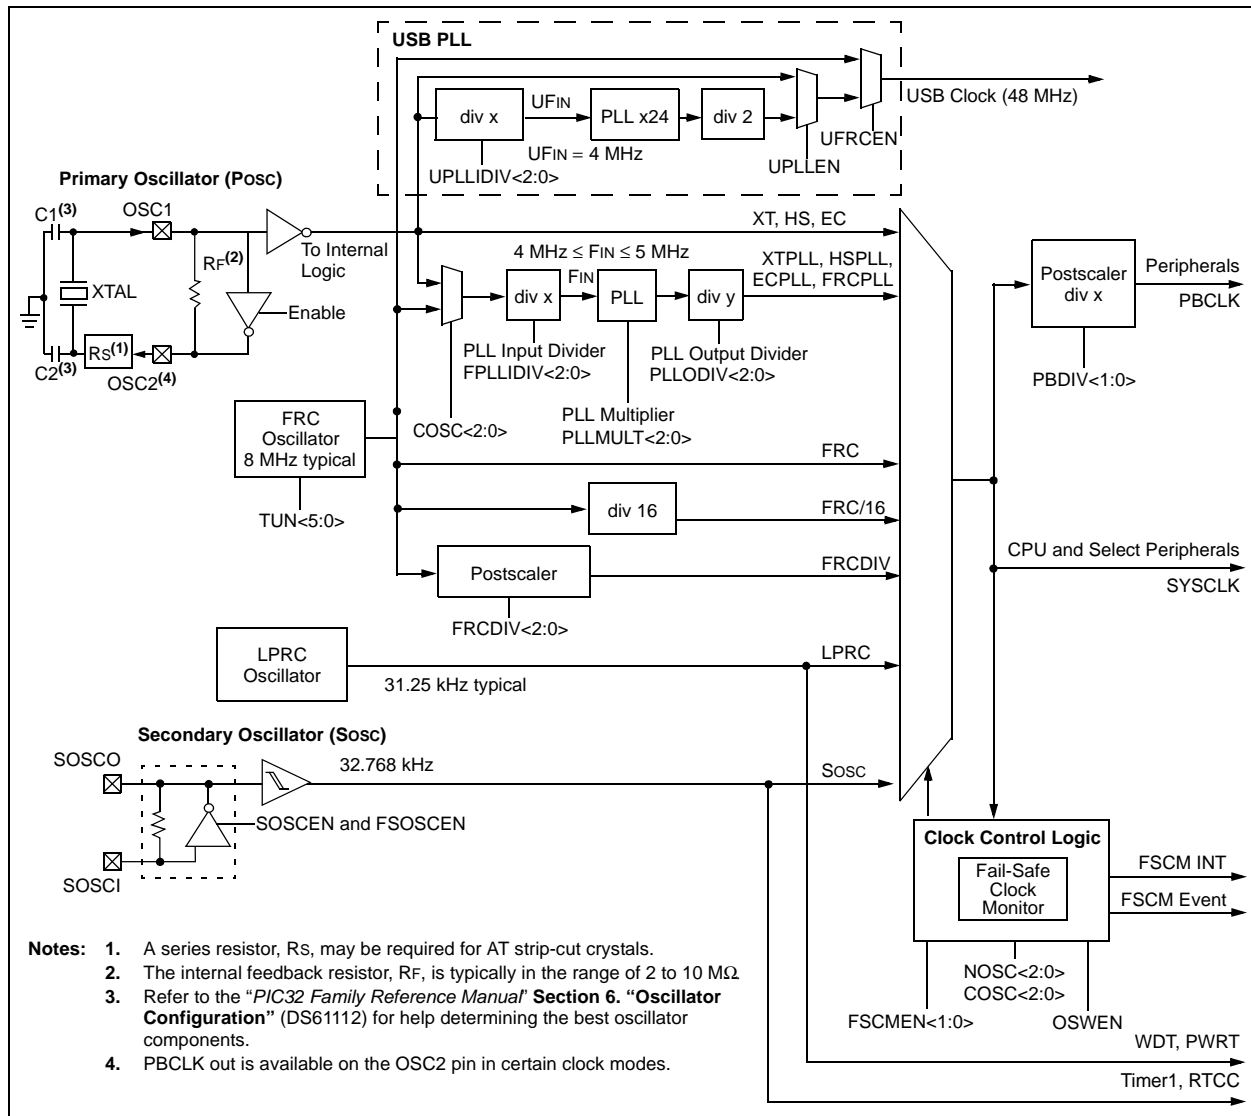 USB PLL
div x
UFIN
PLL x24
div 2
UFIN = 4 MHz
UPLLIDIV<2:0>
UPLLEN
UFRCEN
USB Clock (48 MHz)
Primary Oscillator (POSC)
C1(3)
OSC1
RF(2)
To Internal
Logic
XTAL
Enable
RS(1)
C2(3)
OSC2(4)
XT, HS, EC
4 MHz ≤ FIN ≤ 5 MHz
FIN
div x
PLL
div y
XTPLL, HSPLL,
ECPLL, FRCPLL
PLL Input Divider
FPLLIDIV<2:0>
PLL Output Divider
PLLODIV<2:0>
COSC<2:0>
PLL Multiplier
PLLMULT<2:0>
Postscaler
div x
Peripherals
PBCLK
PBDIV<1:0>
FRC
Oscillator
8 MHz typical
TUN<5:0>
FRC
div 16
FRC/16
Postscaler
FRCDIV
FRCDIV<2:0>
CPU and Select Peripherals
SYSCLK
LPRC
Oscillator
31.25 kHz typical
LPRC
Secondary Oscillator (SOSC)
SOSCO
32.768 kHz
SOSC
SOSCEN and FSOSCEN
SOSCI
Clock Control Logic
Fail-Safe
Clock
Monitor
FSCM INT
FSCM Event
NOSC<2:0>
COSC<2:0>
FSCMEN<1:0>
OSWEN
WDT, PWRT
Timer1, RTCC
Notes: 1. A series resistor, RS, may be required for AT strip-cut crystals.
2. The internal feedback resistor, RF, is typically in the range of 2 to 10 MΩ
3. Refer to the “PIC32 Family Reference Manual” Section 6. “Oscillator
Configuration” (DS61112) for help determining the best oscillator
components.
4. PBCLK out is available on the OSC2 pin in certain clock modes.